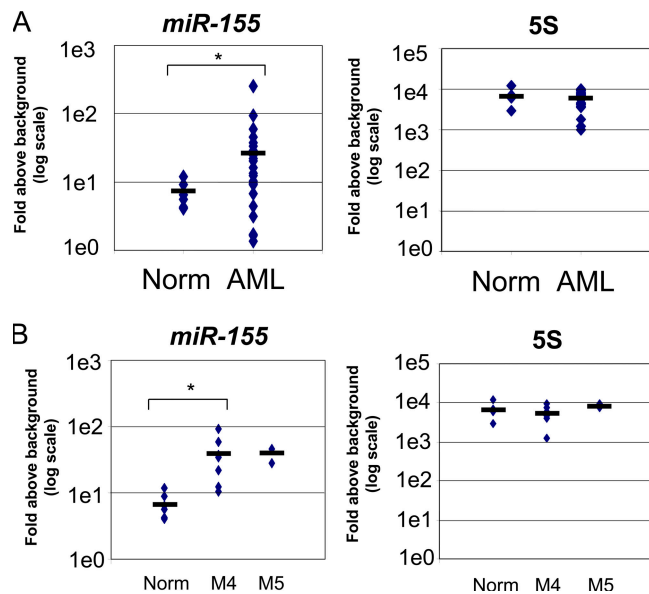 A
miR-155
Fold above background
(log scale)
1e3
1e2
1e1
1e0
*
Norm AML
5S
Fold above background
(log scale)
1e5
1e4
1e3
1e2
1e1
1e0
Norm AML
B
miR-155
Fold above background
(log scale)
1e3
1e2
1e1
1e0
*
Norm M4 M5
5S
Fold above background
(log scale)
1e5
1e4
1e3
1e2
1e1
1e0
Norm M4 M5